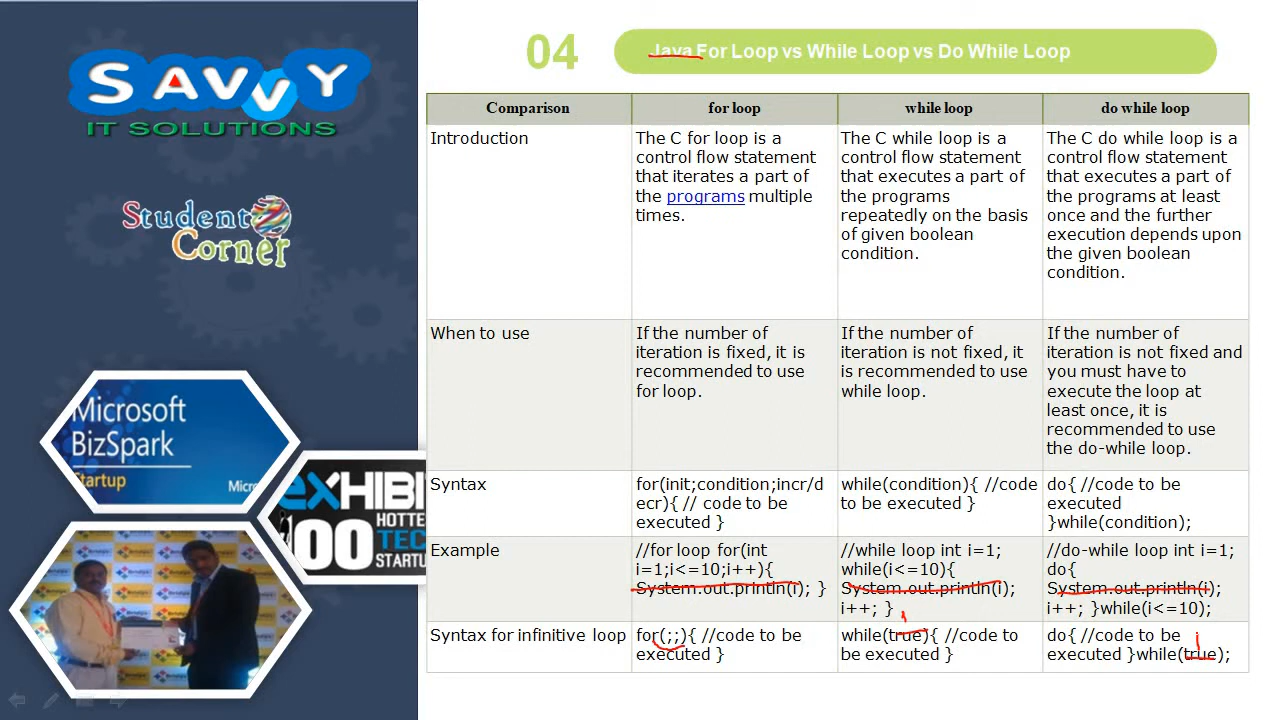 SAVVY
IT SOLUTIONS
Student
Corner
Microsoft
BizSpark
Startup
Micro
exHIBI
100 HOTTE
TEC
STARTU
04
Java For Loop vs While Loop vs Do While Loop
Comparison
for loop
while loop
do while loop
Introduction
The C for loop is a
control flow statement
that iterates a part of
the programs multiple
times.
The C while loop is a
control flow statement
that executes a part of
the programs
repeatedly on the basis
of given boolean
condition.
The C do while loop is a
control flow statement
that executes a part of
the programs at least
once and the further
execution depends upon
the given boolean
condition.
When to use
If the number of
iteration is fixed, it is
recommended to use
for loop.
If the number of
iteration is not fixed, it
is recommended to use
while loop.
If the number of
iteration is not fixed and
you must have to
execute the loop at
least once, it is
recommended to use
the do-while loop.
Syntax
for(init;condition;incr/d
ecr){ // code to be
executed }
while(condition){ //code
to be executed }
do{ //code to be
executed
}while(condition);
Example
//for loop for(int
i=1;i<=10;i++){
System.out.println(i); }
//while loop int i=1;
while(i<=10){
System.out.println(i);
i++; }
//do-while loop int i=1;
do{
System.out.println(i);
i++; }while(i<=10);
Syntax for infinitive loop
for(;;){ //code to be
executed }
while(true){ //code to
be executed }
do{ //code to be
executed }while(true);
1
1